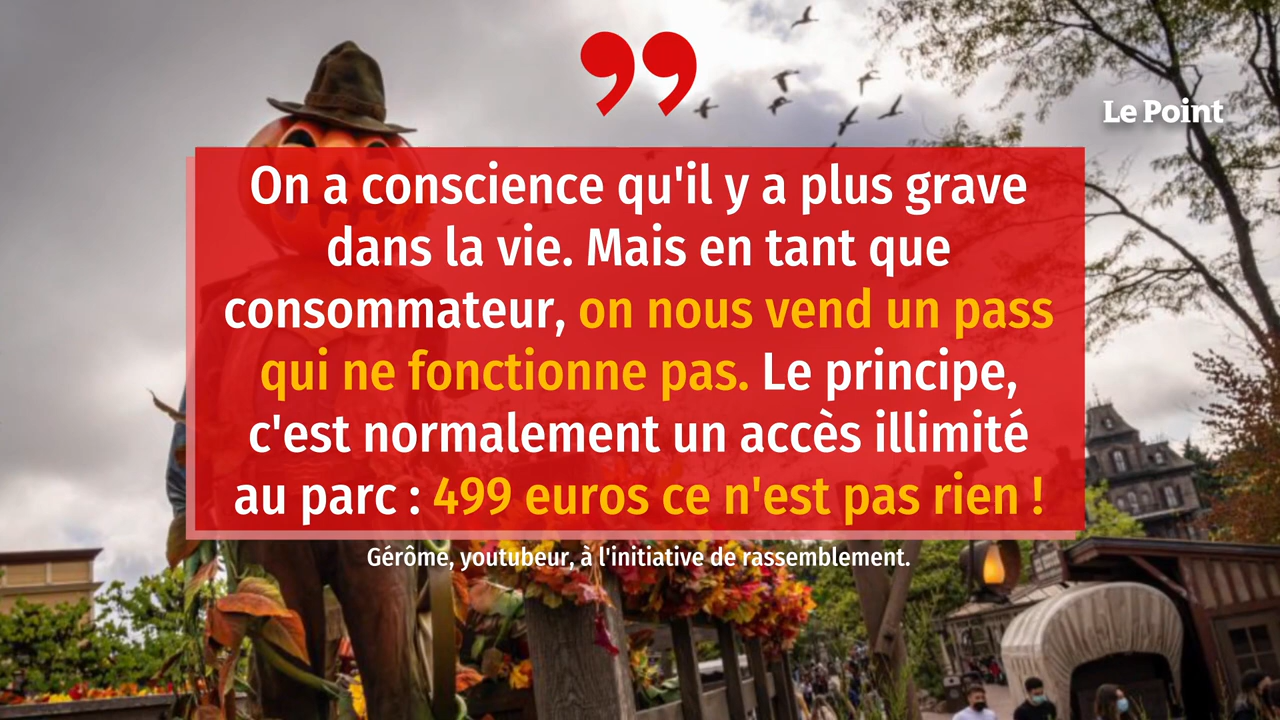 ”
Le Point
On a conscience qu'il y a plus grave
dans la vie. Mais en tant que
consommateur, on nous vend un pass
qui ne fonctionne pas. Le principe,
c'est normalement un accès illimité
au parc : 499 euros ce n'est pas rien !
Gérôme, youtubeur, à l'initiative de rassemblement.